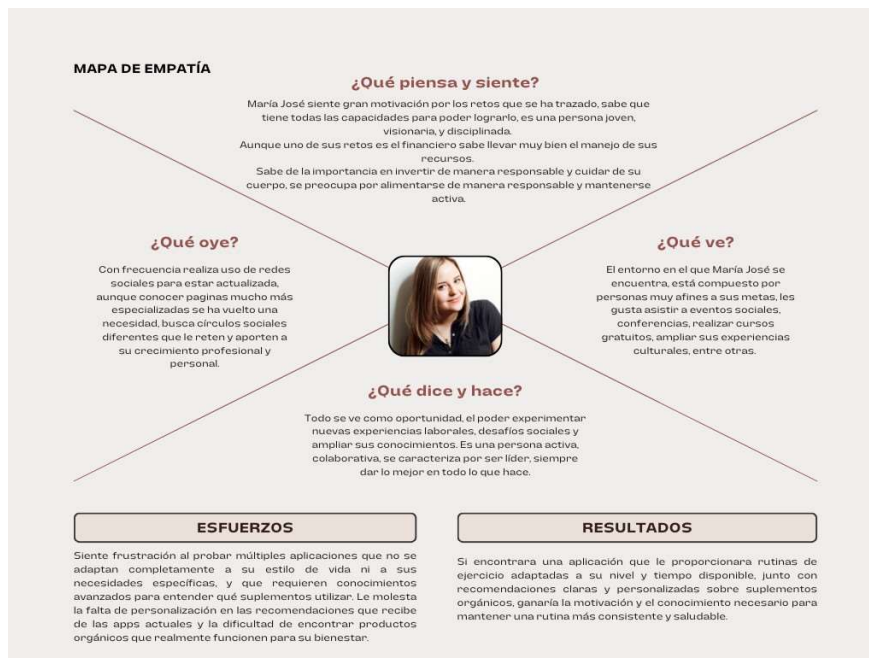 MAPA DE EMPATÍA
¿Qué piensa y siente?
María José siente gran motivación por los retos que se ha trazado, sabe que
tiene todas las capacidades para poder lograrlo, es una persona joven,
visionaria, y disciplinada.
Aunque uno de sus retos es el financiero sabe llevar muy bien el manejo de sus
recursos.
Sabe de la importancia en invertir de manera responsable y cuidar de su
cuerpo, se preocupa por alimentarse de manera responsable y mantenerse
activa.
¿Qué oye?
Con frecuencia realiza uso de redes
sociales para estar actualizada,
aunque conocer paginas mucho más
especializadas se ha vuelto una
necesidad, busca círculos sociales
diferentes que le reten y aporten a
su crecimiento profesional y
personal.
¿Qué ve?
El entorno en el que María José se
encuentra, está compuesto por
personas muy afines a sus metas, les
gusta asistir a eventos sociales,
conferencias, realizar cursos
gratuitos, ampliar sus experiencias
culturales, entre otras.
¿Qué dice y hace?
Todo se ve como oportunidad, el poder experimentar
nuevas experiencias laborales, desafíos sociales y
ampliar sus conocimientos. Es una persona activa,
colaborativa, se caracteriza por ser líder, siempre
dar lo mejor en todo lo que hace.
ESFUERZOS
Siente frustración al probar múltiples aplicaciones que no se
adaptan completamente a su estilo de vida ni a sus
necesidades específicas, y que requieren conocimientos
avanzados para entender qué suplementos utilizar. Le molesta
la falta de personalización en las recomendaciones que recibe
de las apps actuales y la dificultad de encontrar productos
orgánicos que realmente funcionen para su bienestar.
RESULTADOS
Si encontrara una aplicación que le proporcionara rutinas de
ejercicio adaptadas a su nivel y tiempo disponible, junto con
recomendaciones claras y personalizadas sobre suplementos
orgánicos, ganaría la motivación y el conocimiento necesario para
mantener una rutina más consistente y saludable.